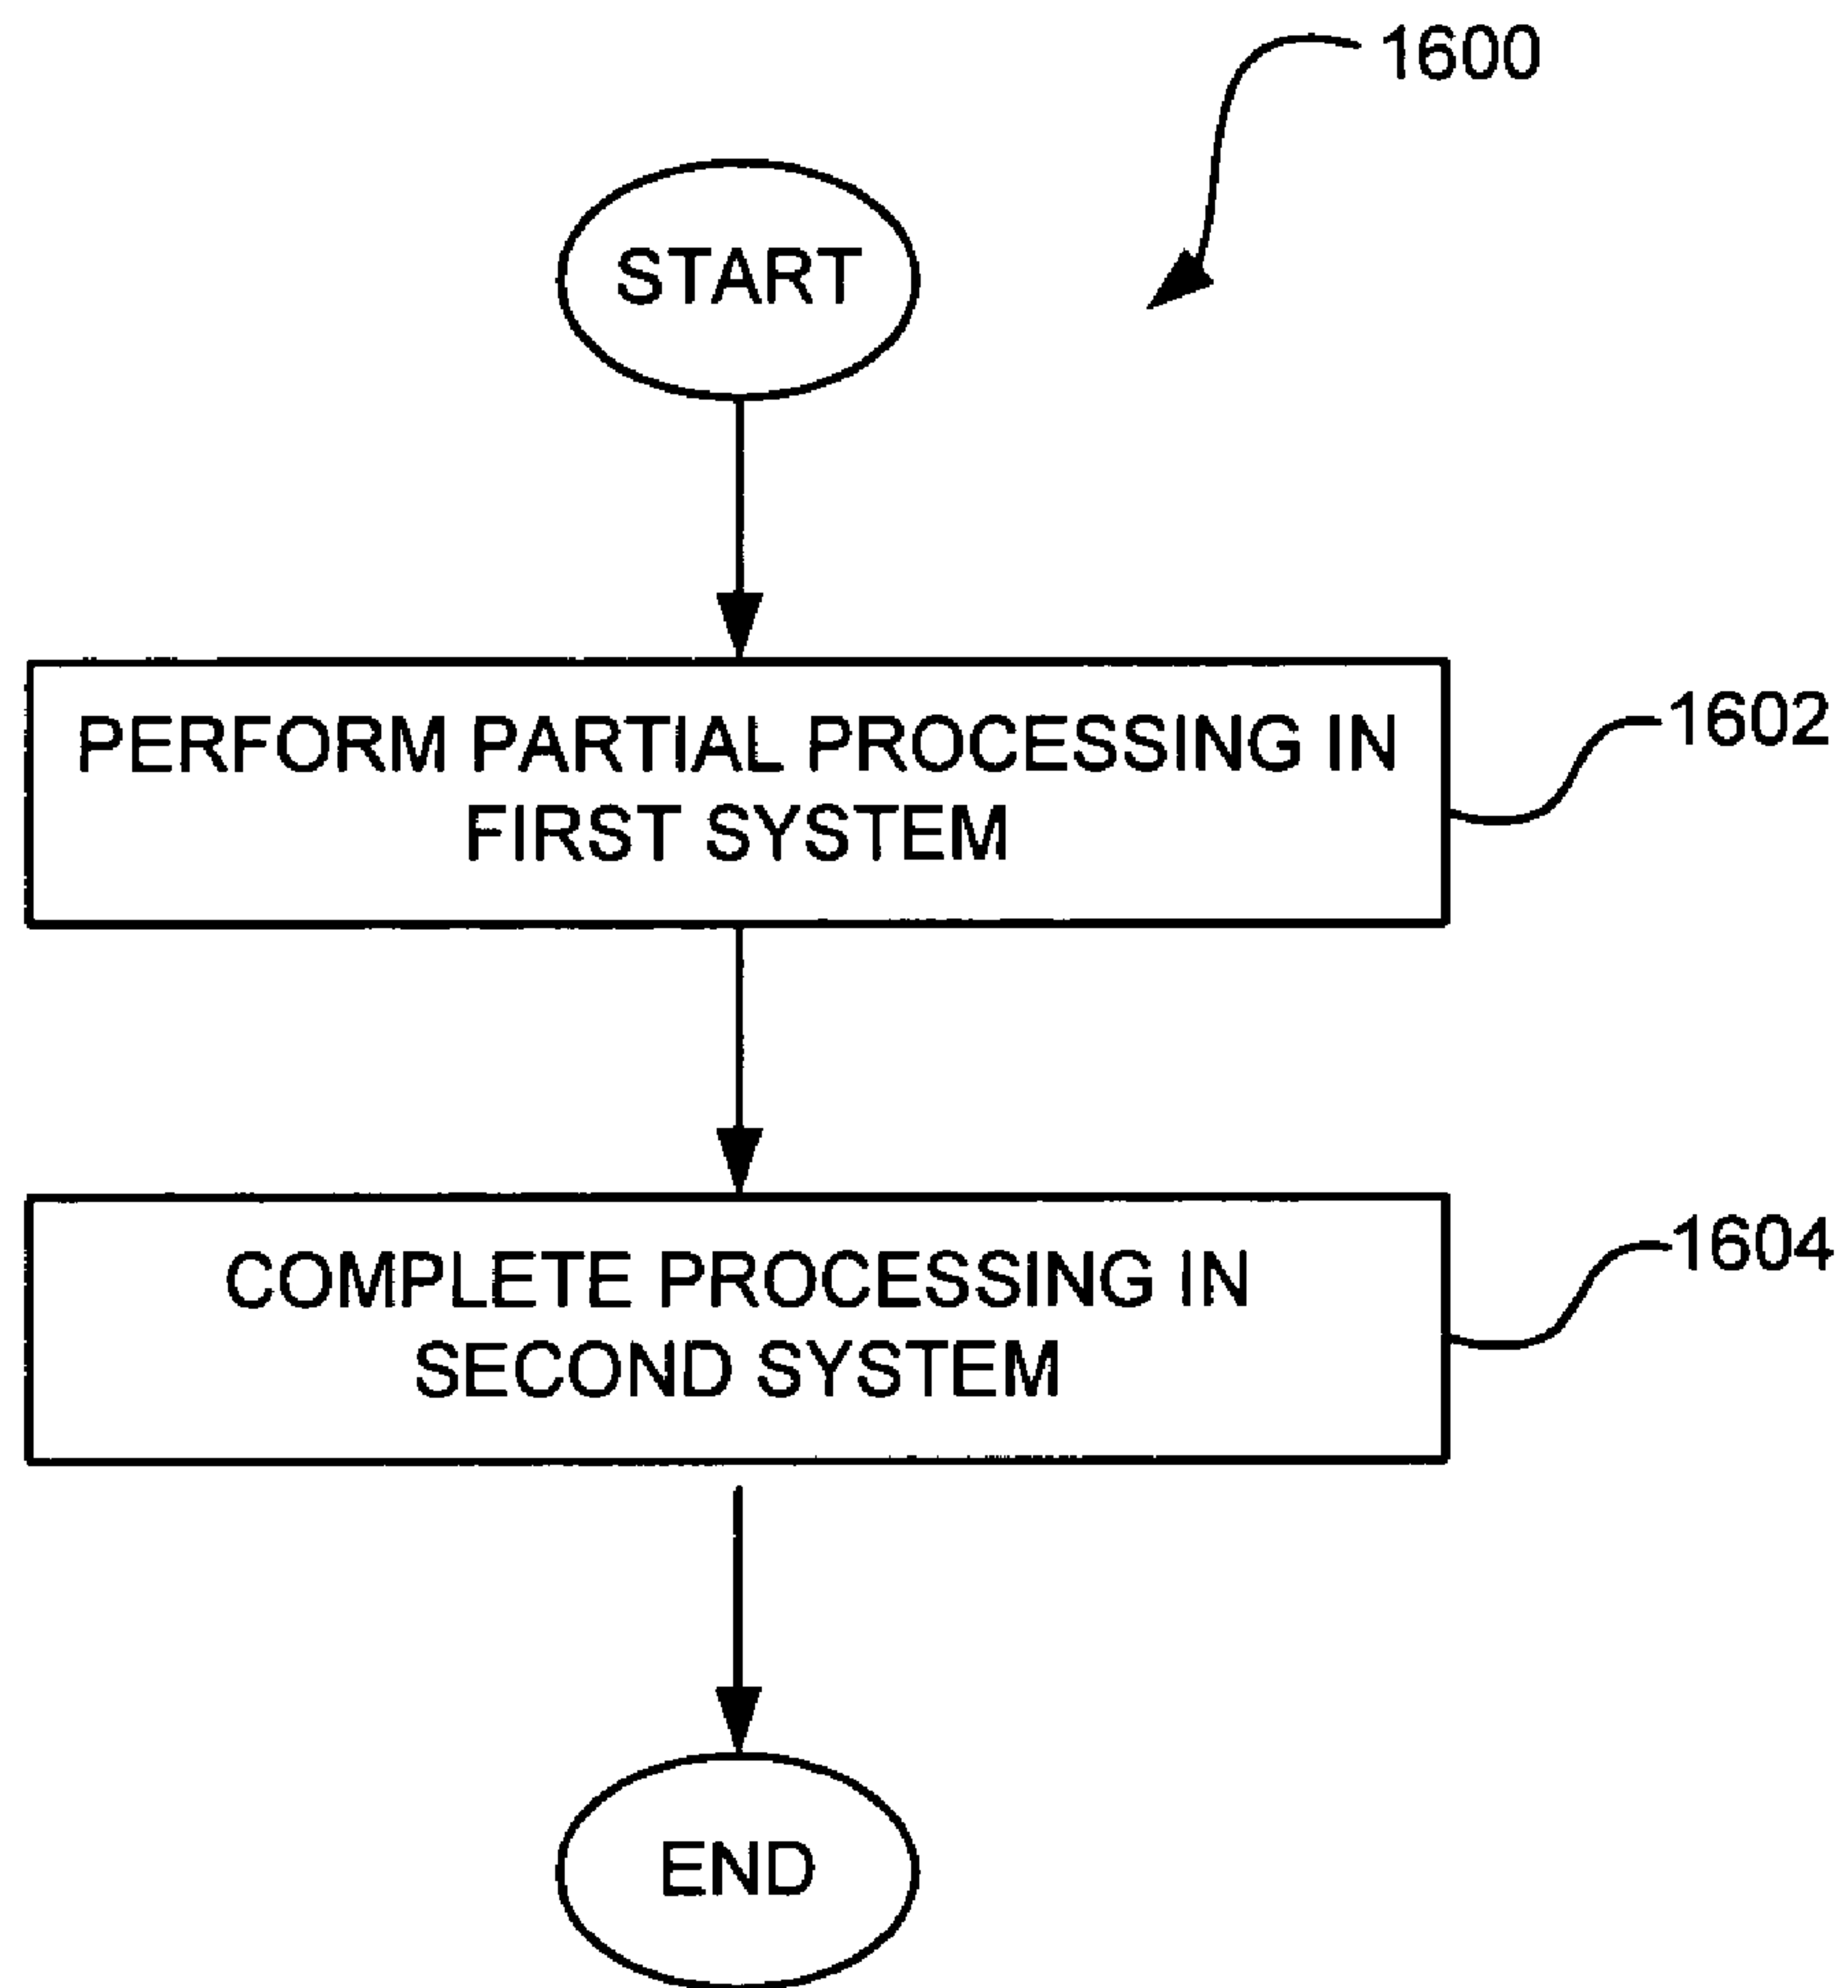 1600
START
PERFORM PARTIAL PROCESSING IN
FIRST SYSTEM
1602
COMPLETE PROCESSING IN
SECOND SYSTEM
1604
END